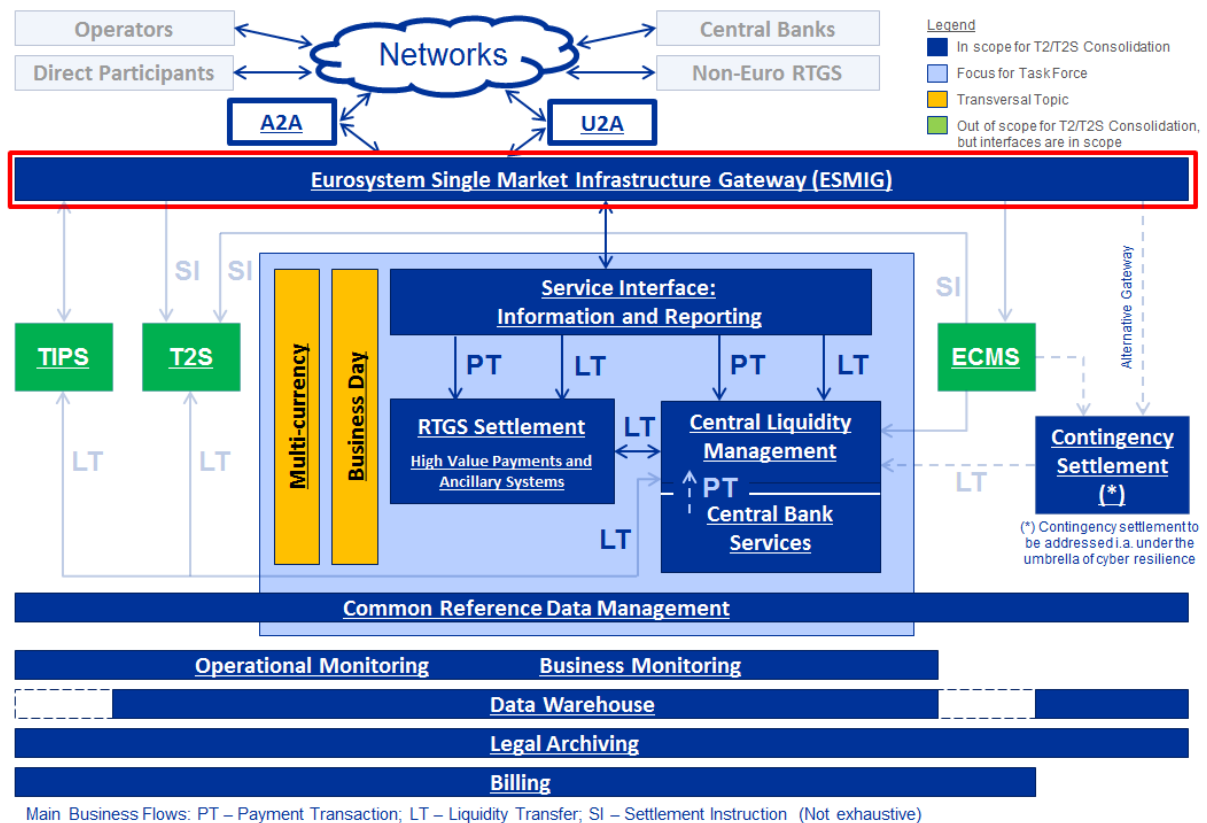 Operators
Direct Participants
Networks
Central Banks
Non-Euro RTGS
Legend
In scope for T2/T2S Consolidation
Focus for Task Force
Transversal Topic
Out of scope for T2/T2S Consolidation,
but interfaces are in scope
A2A
U2A
Eurosystem Single Market Infrastructure Gateway (ESMIG)
SI
SI
SI
Alternative Gateway
Service Interface:
Information and Reporting
TIPS
T2S
ECMS
Multi-currency
Business Day
PT
LT
PT
LT
RTGS Settlement
High Value Payments and
Ancillary Systems
LT
Central Liquidity
Management
PT
Central Bank
Services
Contingency
Settlement
(*)
LT
LT
LT
LT
(*) Contingency settlement to
be addressed i.a. under the
umbrella of cyber resilience
Common Reference Data Management
Operational Monitoring
Business Monitoring
Data Warehouse
Legal Archiving
Billing
Main Business Flows: PT – Payment Transaction; LT – Liquidity Transfer; SI – Settlement Instruction (Not exhaustive)